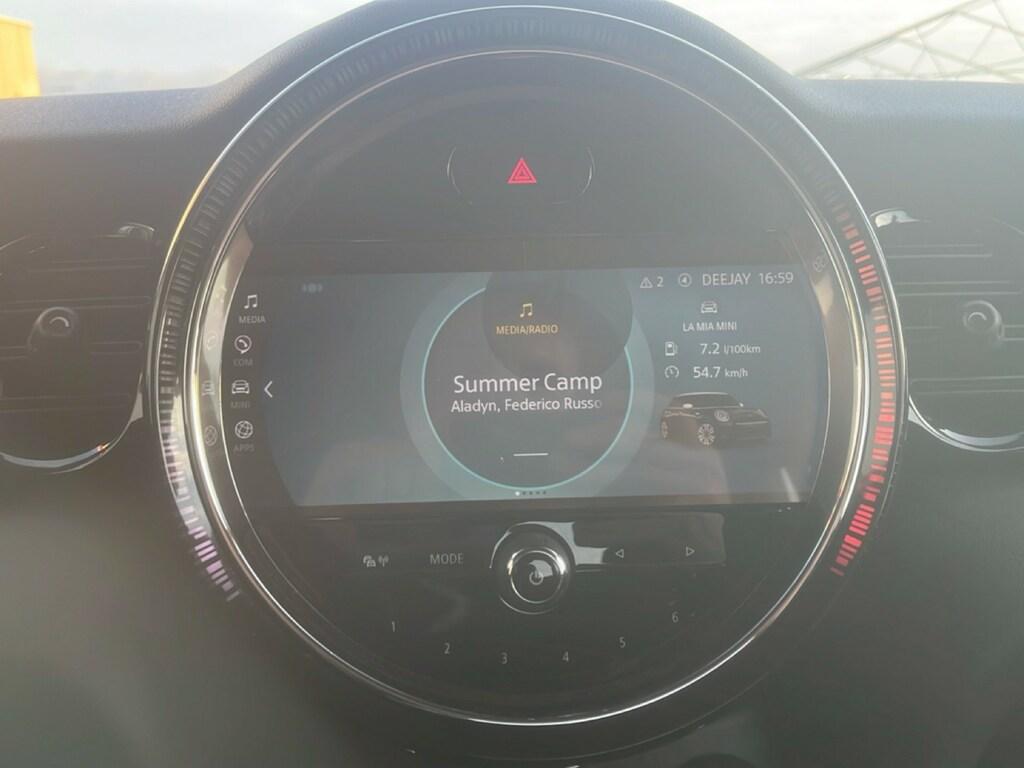 2 DEEJAY 16:59
MEDIA
COM
MINI
APPS
MEDIA/RADIO
Summer Camp
Aladyn, Federico Russo
LA MIA MINI
7.2 l/100km
54.7 km/h
MODE
1 2 3 4 5 6